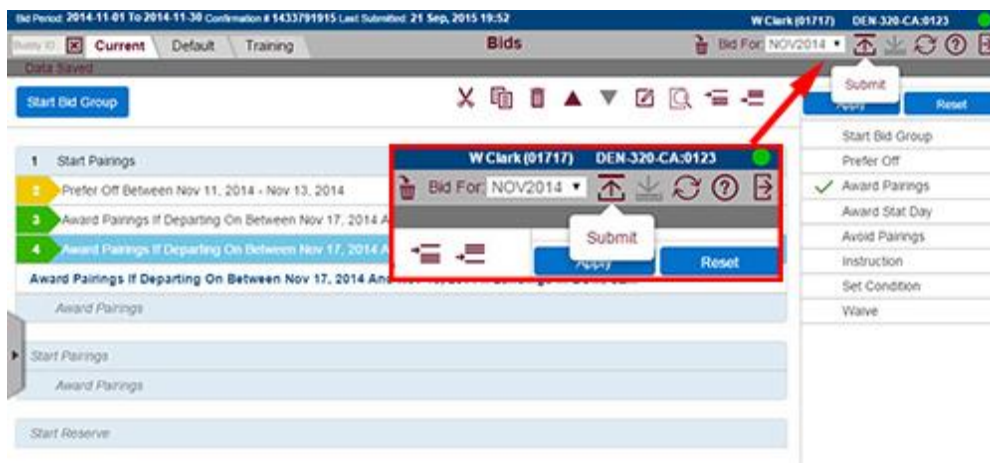 Bid Period: 2014-11-01 To 2014-11-30 Confirmation # 1433791915 Last Submitted: 21 Sep, 2015 19:52
W Clark (01717) DEN-320-CA:0123
Current Default Training
Bids
Bid For: NOV2014
Data Saved
Submit
Start Bid Group
Apply Reset
Start Bid Group
Prefer Off
Award Pairings
Award Stat Day
Avoid Pairings
Instruction
Set Condition
Waive
1 Start Pairings
2 Prefer Off Between Nov 11, 2014 - Nov 13, 2014
3 Award Pairings If Departing On Between Nov 17, 2014 A
4 Award Pairings If Departing On Between Nov 17, 2014 A
Award Pairings If Departing On Between Nov 17, 2014 And
Award Pairings
Start Pairings
Award Pairings
Start Reserve
W Clark (01717) DEN-320-CA:0123
Bid For: NOV2014
Submit
Apply Reset